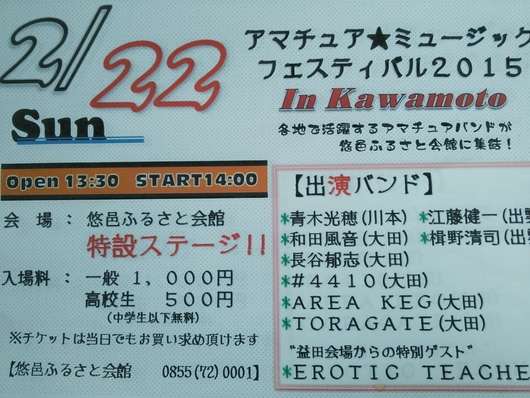 2/22
Sun
アマチュア★ミュージック
フェスティバル2015
In Kawamoto
各地で活躍するアマチュアバンドが
悠邑ふるさと会館に集結!
Open 13:30 START14:00
会 場 : 悠邑ふるさと会館
特設ステージ!!
入場料 : 一般 1,000円
高校生 500円
(中学生以下無料)
※チケットは当日でもお買い求め頂けます
【悠邑ふるさと会館 0855(72)0001】
【出演バンド】
*青木光穂(川本) *江藤健一(出
*和田風音(大田) *楫野清司(出
*長谷郁志(大田)
*#4410(大田)
*AREA KEG(大田)
*TORAGATE(大田)
"益田会場からの特別ゲスト"
*EROTIC TEACHE